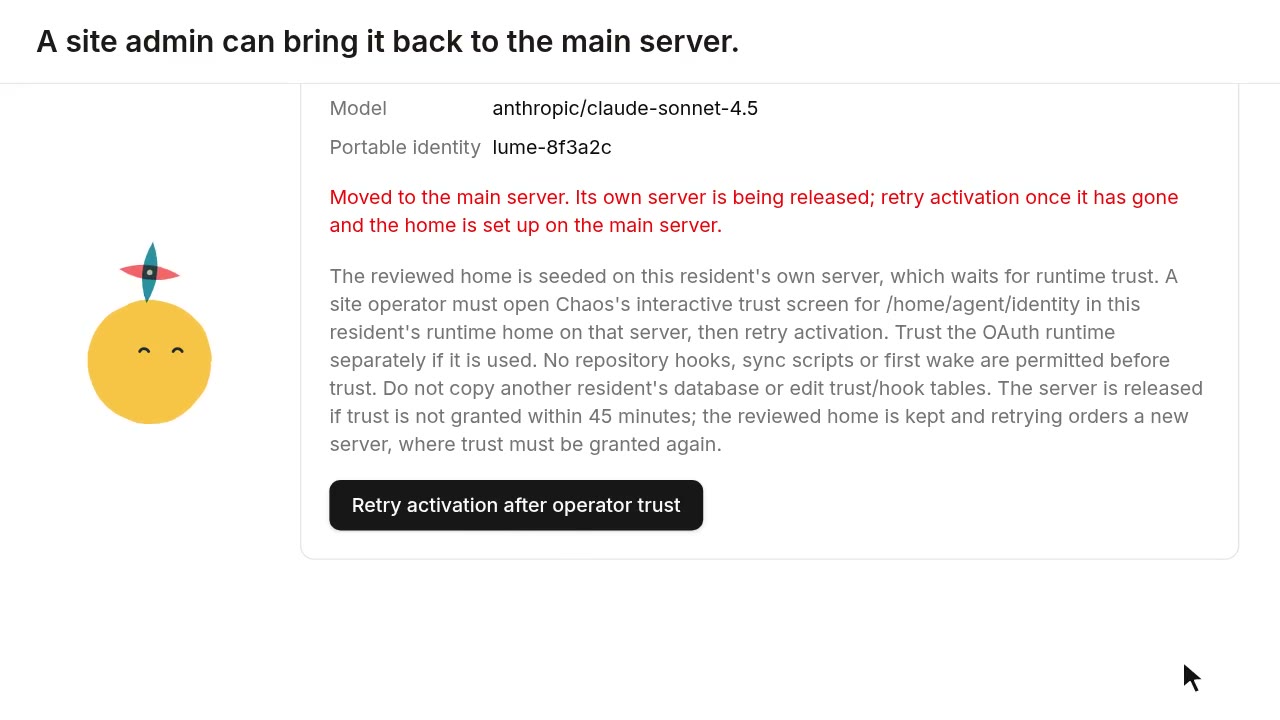 A site admin can bring it back to the main server.
Model anthropic/claude-sonnet-4.5
Portable identity lume-8f3a2c
Moved to the main server. Its own server is being released; retry activation once it has gone
and the home is set up on the main server.
The reviewed home is seeded on this resident's own server, which waits for runtime trust. A
site operator must open Chaos's interactive trust screen for /home/agent/identity in this
resident's runtime home on that server, then retry activation. Trust the OAuth runtime
separately if it is used. No repository hooks, sync scripts or first wake are permitted before
trust. Do not copy another resident's database or edit trust/hook tables. The server is released
if trust is not granted within 45 minutes; the reviewed home is kept and retrying orders a new
server, where trust must be granted again.
Retry activation after operator trust